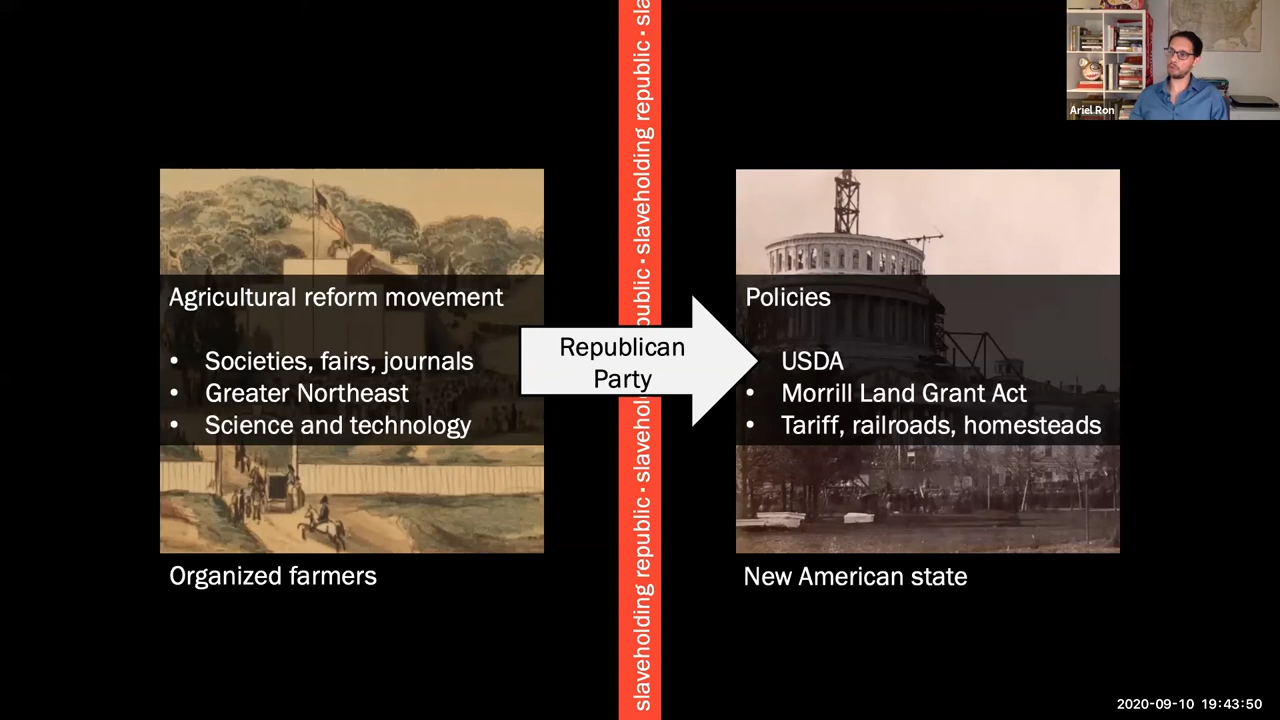 Ariel Ron
Agricultural reform movement
• Societies, fairs, journals
• Greater Northeast
• Science and technology
Organized farmers
slaveholding republic · slaveholding republic · slaveholding republic · sla
Republican
Party
Policies
USDA
• Morrill Land Grant Act
• Tariff, railroads, homesteads
New American state
2020-09-10 19:43:50